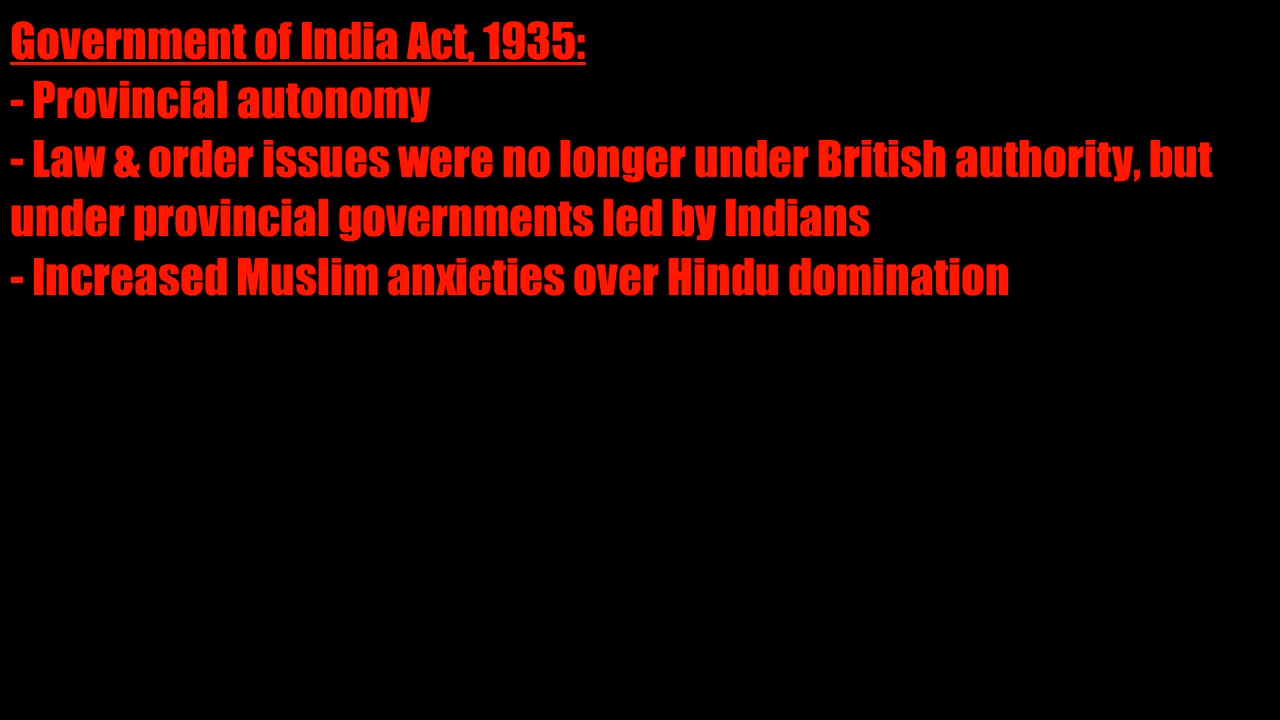 Government of India Act, 1935:
- Provincial autonomy
- Law & order issues were no longer under British authority, but
under provincial governments led by Indians
- Increased Muslim anxieties over Hindu domination